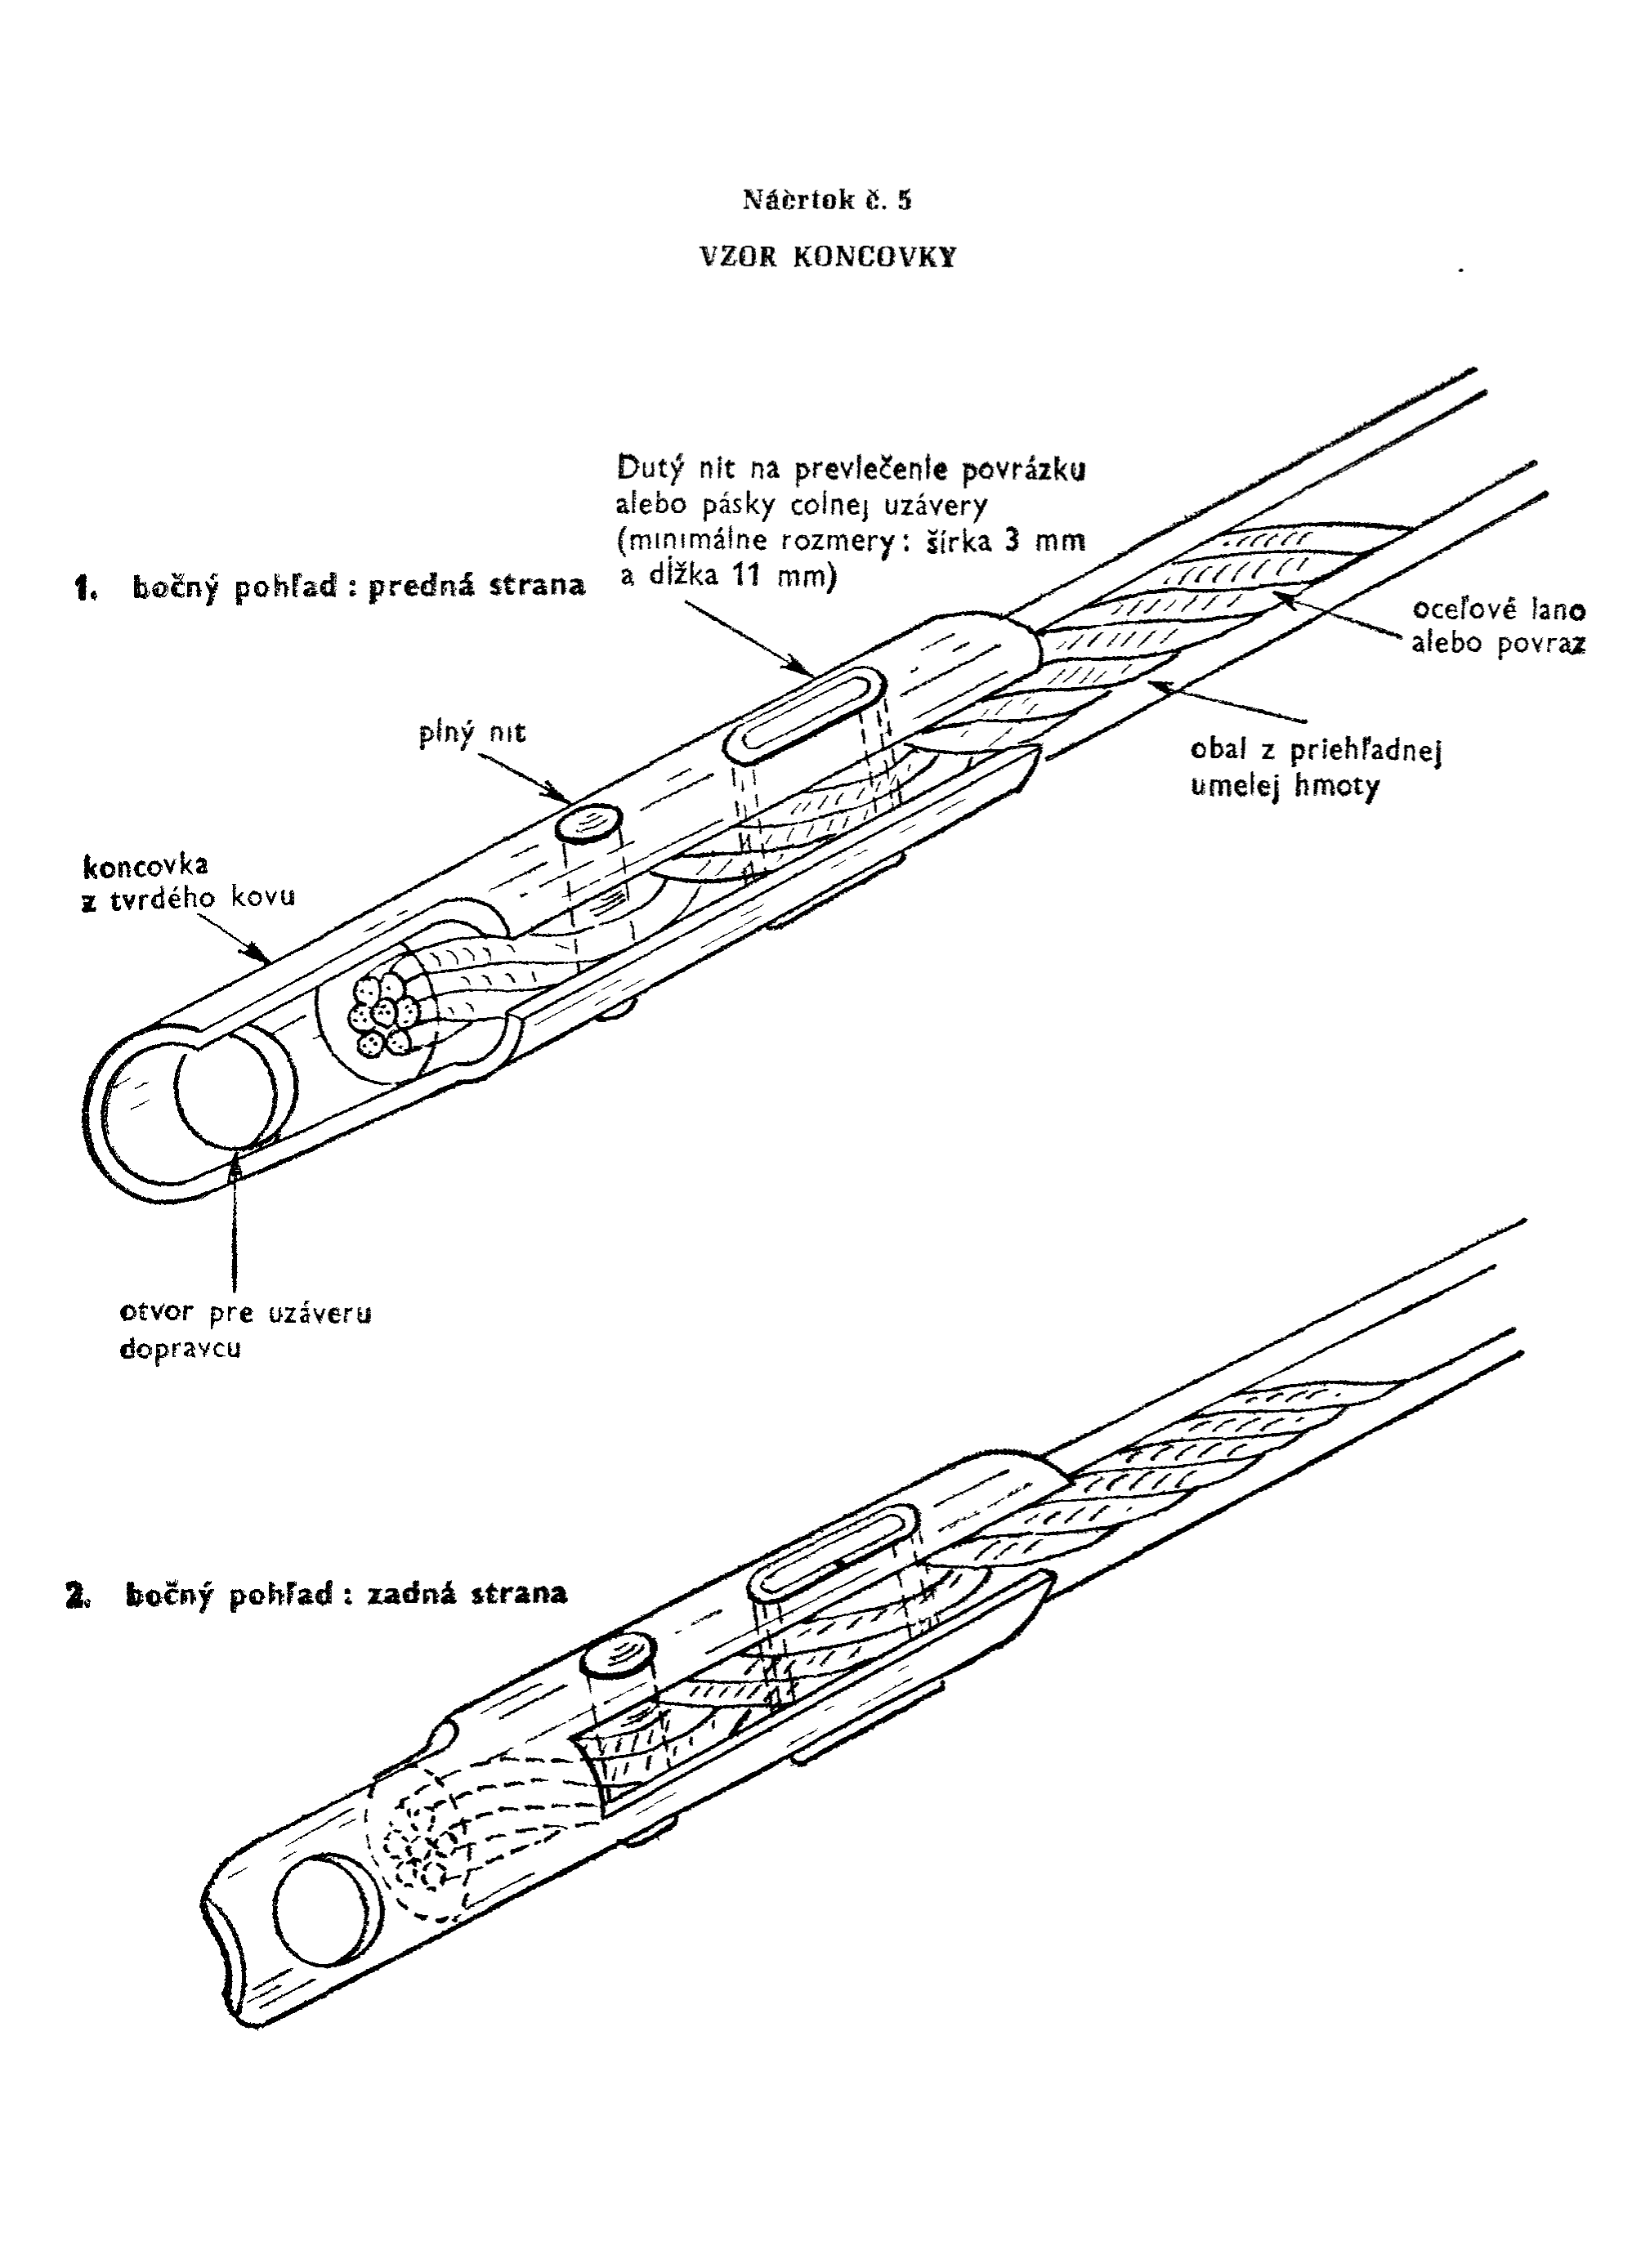 Náčrtok č. 5
VZOR KONCOVKY
Dutý nit na prevlečenie povrázku
alebo pásky colnej uzávery
(minimálne rozmery: šírka 3 mm
a dĺžka 11 mm)
1. bočný pohľad : predná strana
oceľové lano
alebo povraz
plný nit
obal z priehľadnej
umelej hmoty
koncovka
z tvrdého kovu
otvor pre uzáveru
dopravcu
2. bočný pohľad : zadná strana